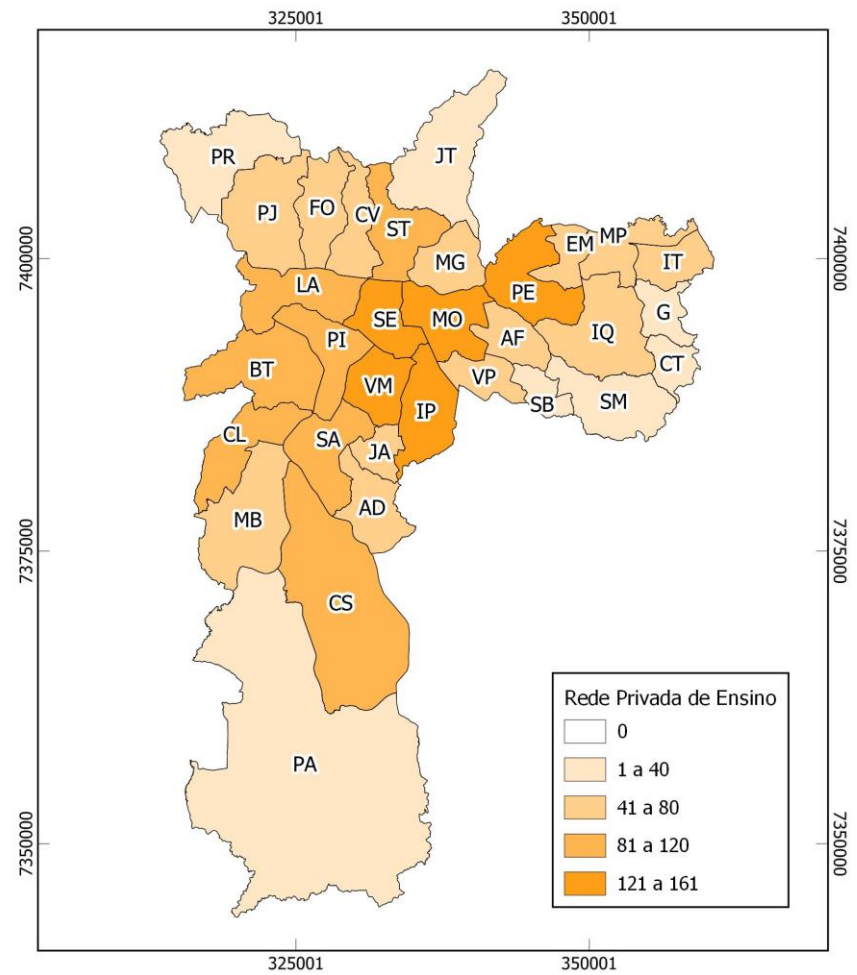 325001
350001
PR
JT
PJ
FO
CV
ST
EM
MP
MG
IT
7400000
7400000
LA
PE
G
SE
MO
PI
AF
IQ
BT
CT
VM
VP
SB
SM
IP
CL
SA
JA
AD
MB
7375000
7375000
CS
Rede Privada de Ensino
0
1 a 40
41 a 80
81 a 120
121 a 161
PA
7350000
7350000
325001
350001